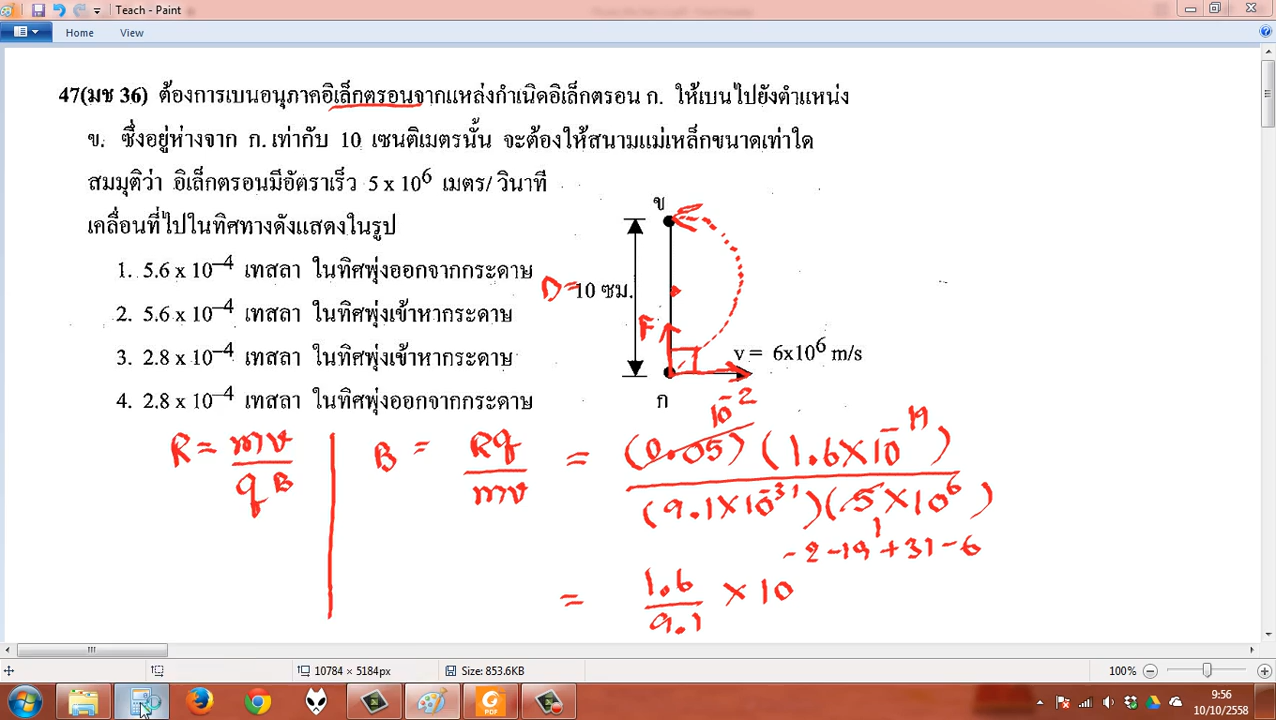 Teach - Paint
Home View
47(มช 36) ต้องการเบนอนุภาคอิเล็กตรอนจากแหล่งกำเนิดอิเล็กตรอน ก. ให้เบนไปยังตำแหน่ง
ข. ซึ่งอยู่ห่างจาก ก. เท่ากับ 10 เซนติเมตรนั้น จะต้องให้สนามแม่เหล็กขนาดเท่าใด
สมมุติว่า อิเล็กตรอนมีอัตราเร็ว 5 x 10⁶ เมตร/ วินาที
เคลื่อนที่ไปในทิศทางดังแสดงในรูป
ข
1. 5.6 x 10⁻⁴ เทสลา ในทิศพุ่งออกจากกระดาษ
D = 10 ซม.
2. 5.6 x 10⁻⁴ เทสลา ในทิศพุ่งเข้าหากระดาษ
F
3. 2.8 x 10⁻⁴ เทสลา ในทิศพุ่งเข้าหากระดาษ
v = 6x10⁶ m/s
4. 2.8 x 10⁻⁴ เทสลา ในทิศพุ่งออกจากกระดาษ
ก
R = mv / qB
B = Rq / mv = (0.05) 10⁻² (1.6×10⁻¹⁹) / (9.1×10⁻³¹)(5×10⁶) 1
= 1.6 / 9.1 × 10 -2-19+31-6
10784 × 5184px Size: 853.6KB 100%
PDF
9:56
10/10/2558